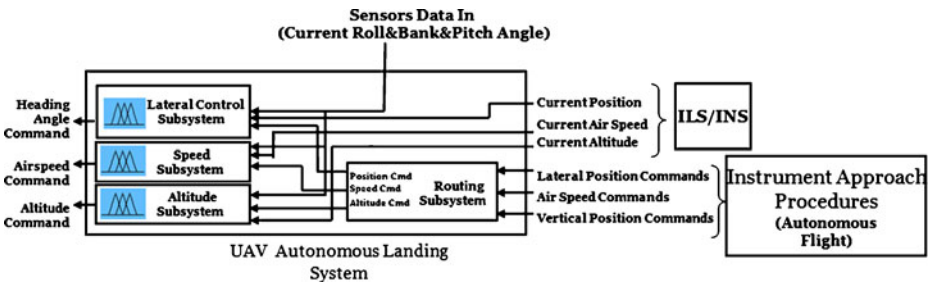 Sensors Data In
(Current Roll&Bank&Pitch Angle)
Heading
Angle
Command
Lateral Control
Subsystem
Airspeed
Command
Speed
Subsystem
Altitude
Command
Altitude
Subsystem
Position Cmd
Speed Cmd
Altitude Cmd
Routing
Subsystem
Current Position
Current Air Speed
Current Altitude
ILS/INS
Lateral Position Commands
Air Speed Commands
Vertical Position Commands
Instrument Approach
Procedures
(Autonomous
Flight)
UAV Autonomous Landing
System